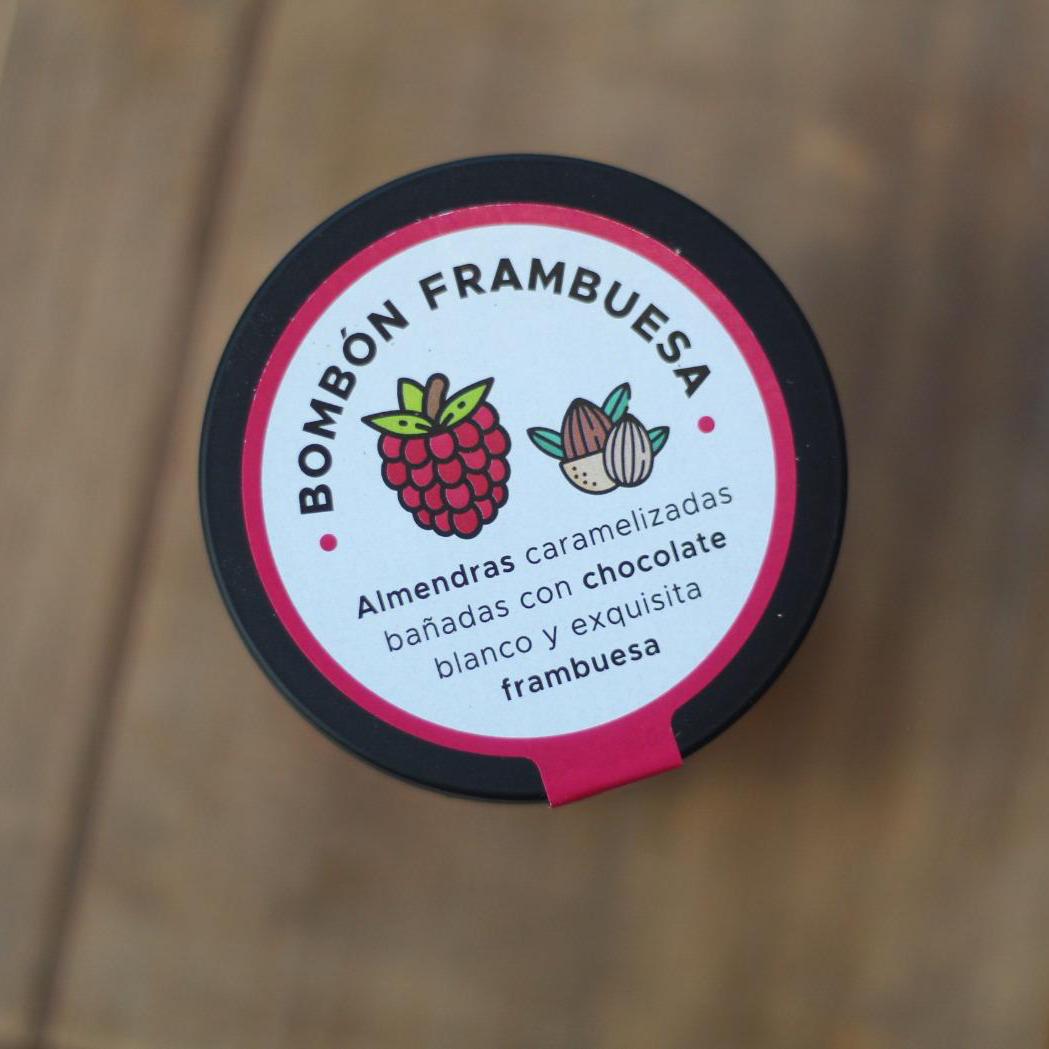 BOMBÓN FRAMBUESA
Almendras caramelizadas
bañadas con chocolate
blanco y exquisita
frambuesa